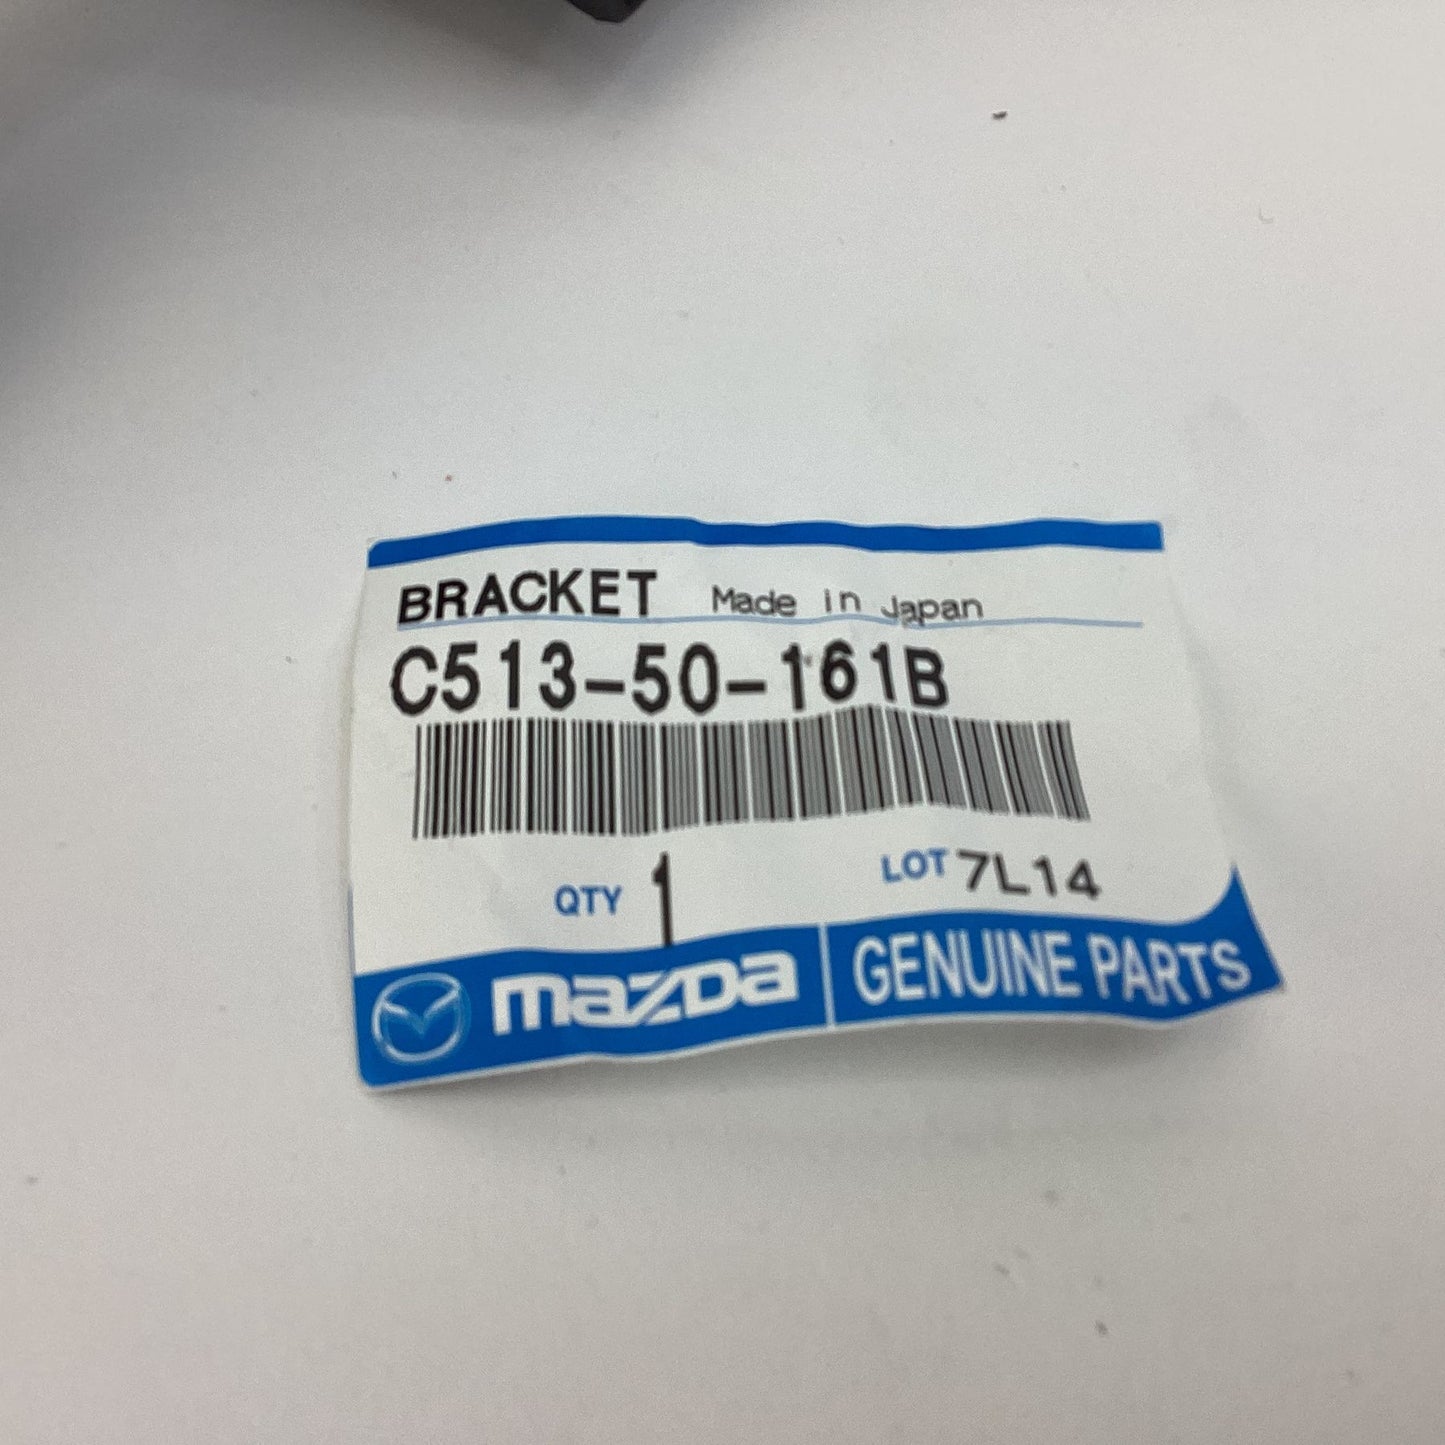 BRACKET Made in Japan
C513-50-161B
QTY 1 LOT 7L14
mazda GENUINE PARTS